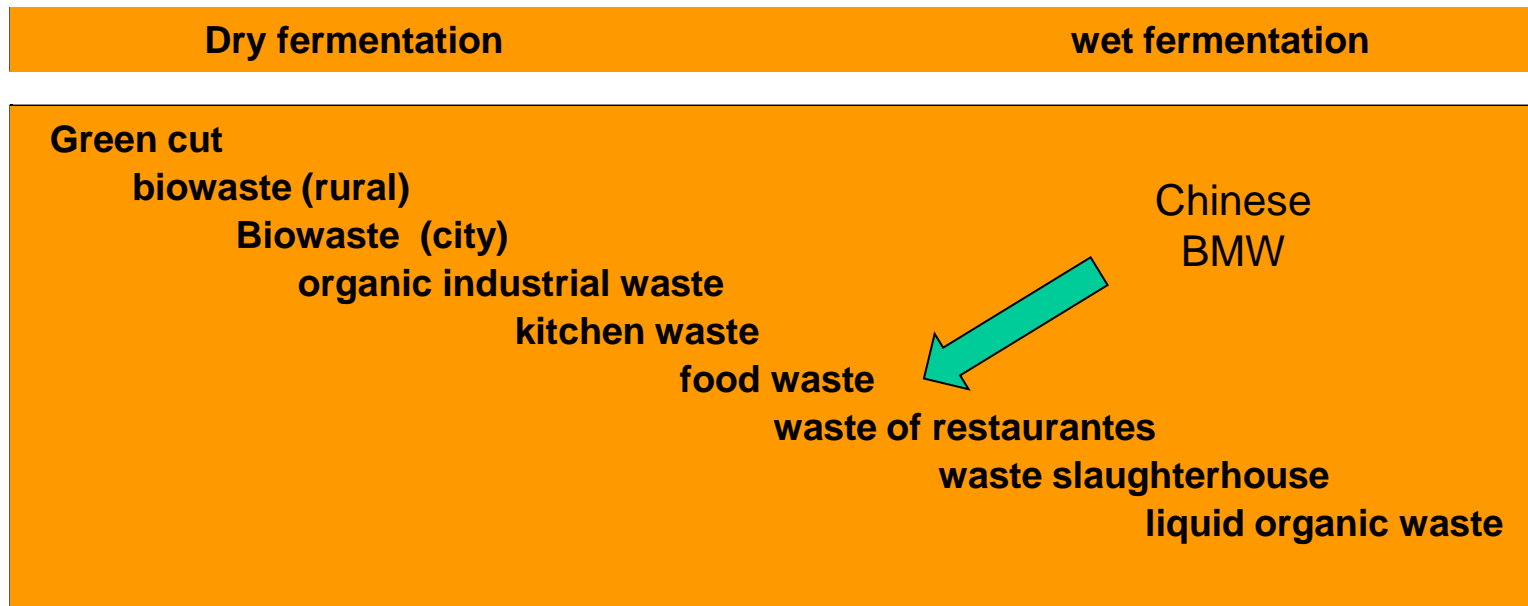 Dry fermentation
wet fermentation
Green cut
biowaste (rural)
Biowaste (city)
organic industrial waste
kitchen waste
food waste
waste of restaurantes
waste slaughterhouse
liquid organic waste
Chinese
BMW